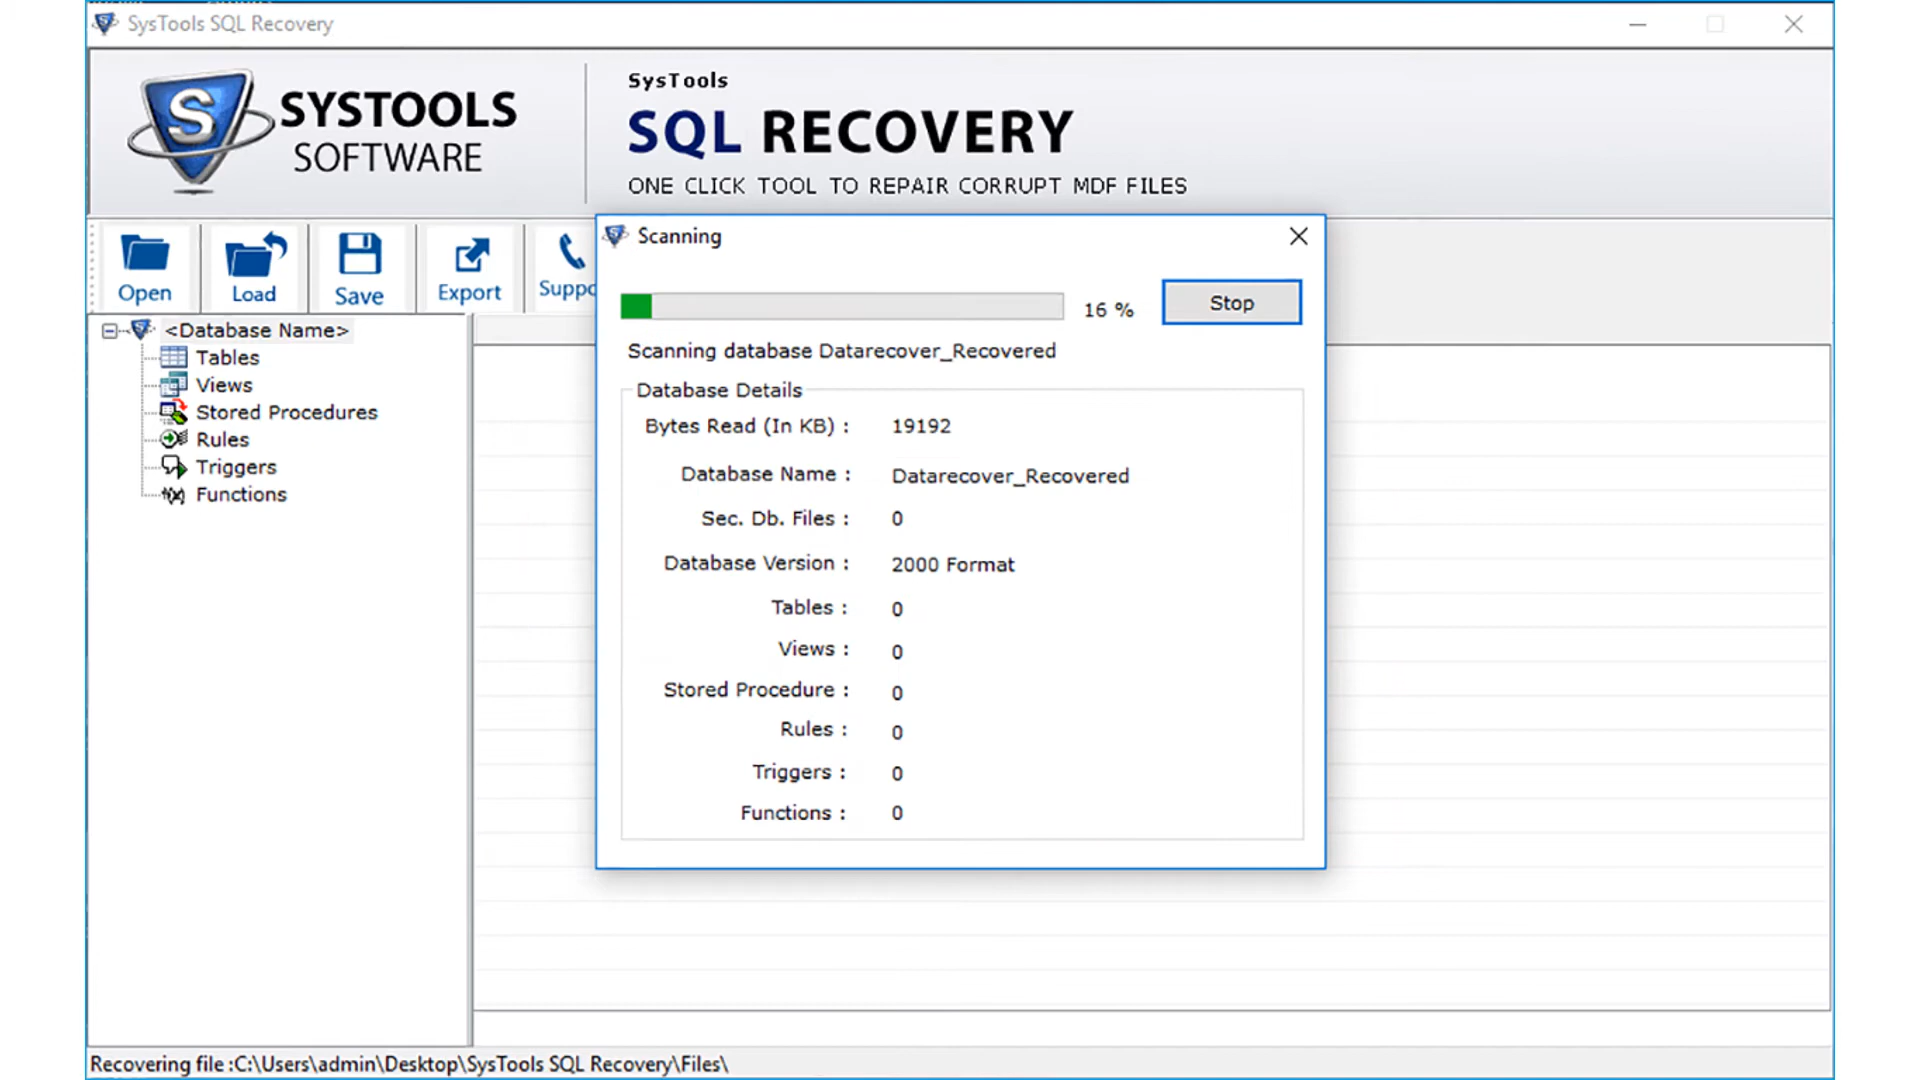 SysTools SQL Recovery
SYSTOOLS
SOFTWARE
SysTools
SQL RECOVERY
ONE CLICK TOOL TO REPAIR CORRUPT MDF FILES
Open
Load
Save
Export
Suppo
<Database Name>
Tables
Views
Stored Procedures
Rules
Triggers
Functions
Scanning
16 %
Stop
Scanning database Datarecover_Recovered
Database Details
Bytes Read (In KB) : 19192
Database Name : Datarecover_Recovered
Sec. Db. Files : 0
Database Version : 2000 Format
Tables : 0
Views : 0
Stored Procedure : 0
Rules : 0
Triggers : 0
Functions : 0
Recovering file :C:\Users\admin\Desktop\SysTools SQL Recovery\Files\